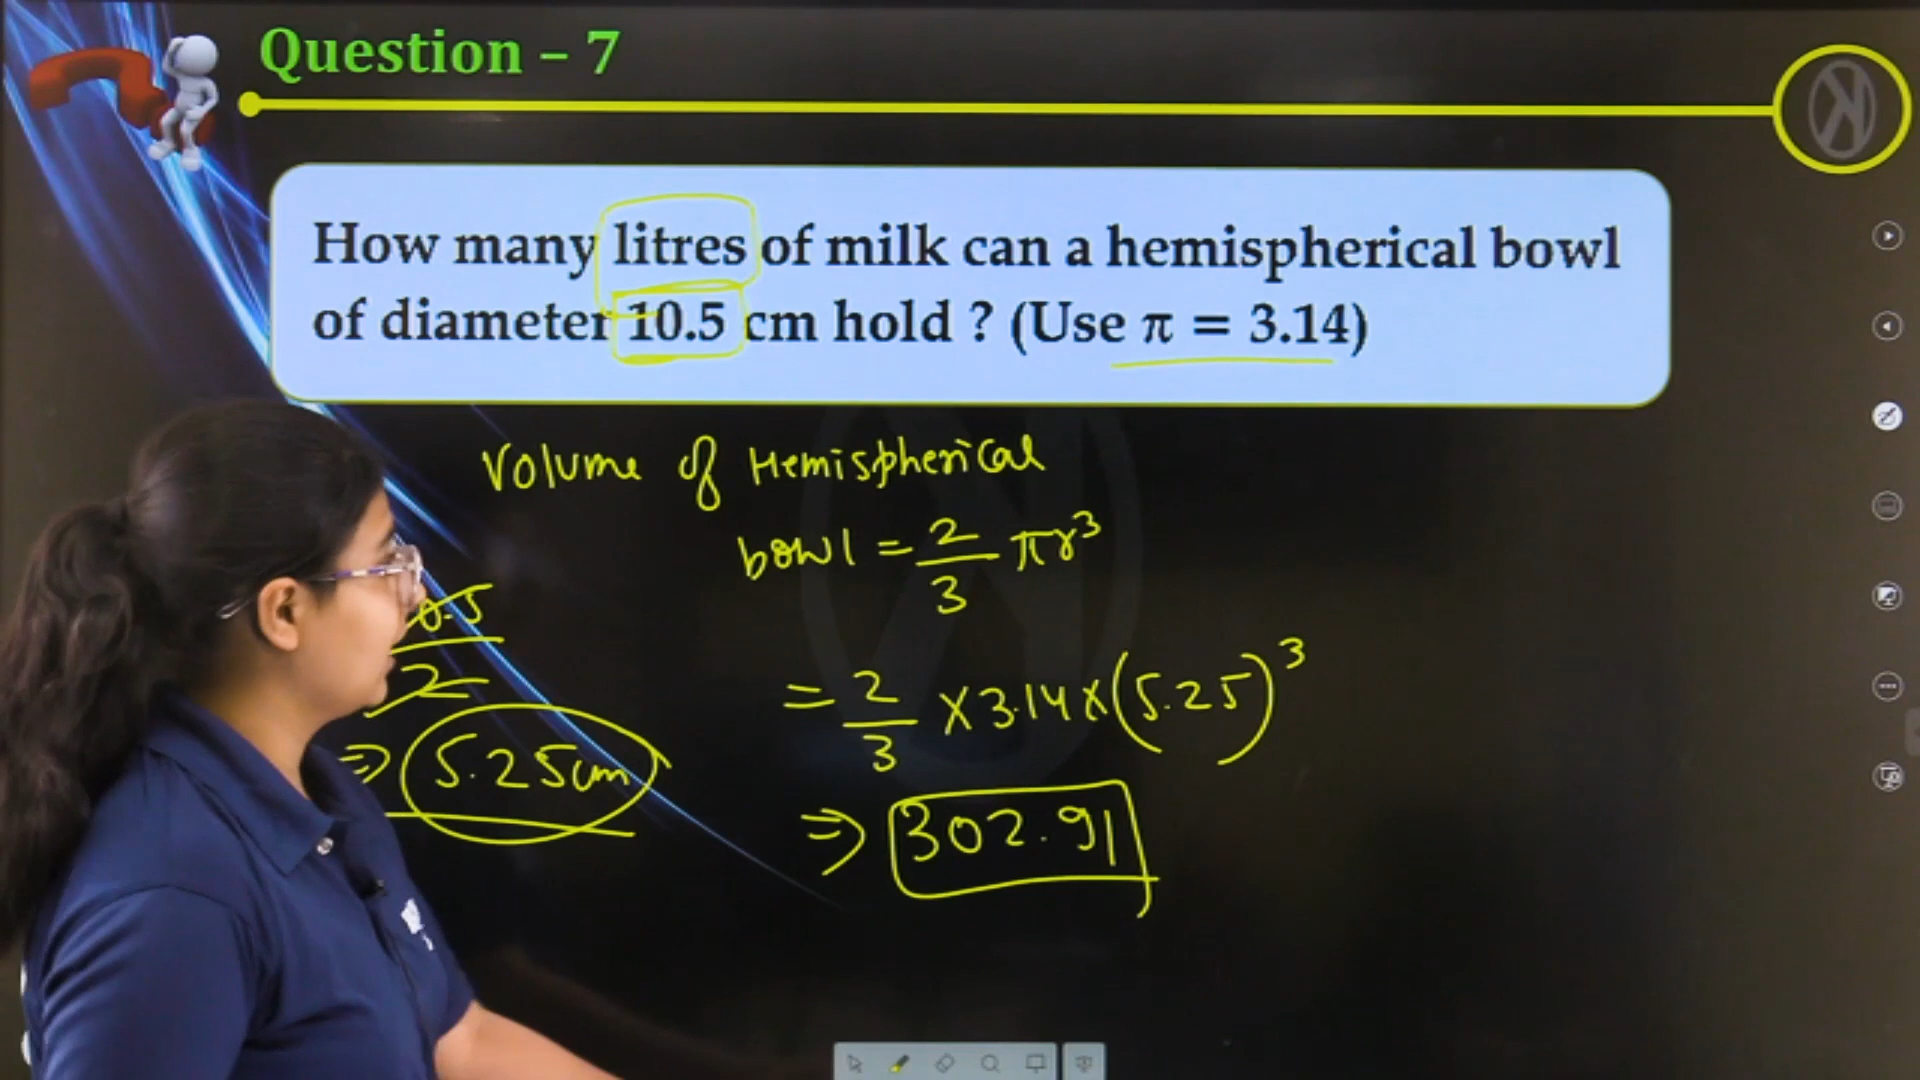 Question – 7
How many litres of milk can a hemispherical bowl
of diameter 10.5 cm hold ? (Use π = 3.14)
Volume of Hemispherical
bowl = 2/3 πr³
0.5
2
= 2/3 × 3.14 × (5.25)³
⇒ 5.25cm
⇒ 302.91